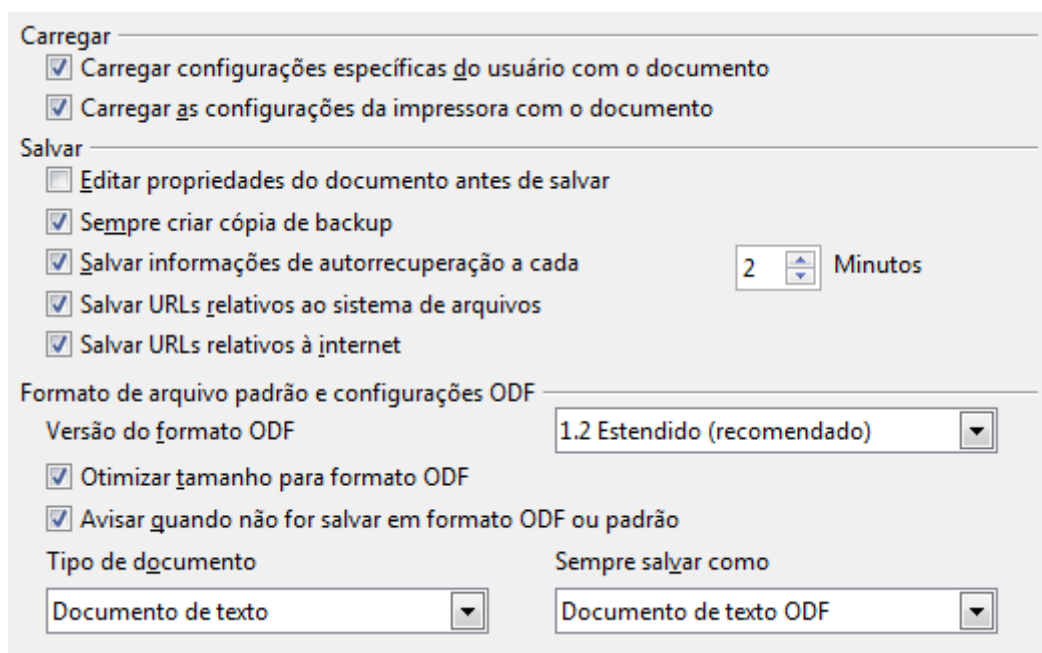 Carregar
Carregar configurações específicas do usuário com o documento
Carregar as configurações da impressora com o documento
Salvar
Editar propriedades do documento antes de salvar
Sempre criar cópia de backup
Salvar informações de autorrecuperação a cada 2 Minutos
Salvar URLs relativos ao sistema de arquivos
Salvar URLs relativos à internet
Formato de arquivo padrão e configurações ODF
Versão do formato ODF 1.2 Estendido (recomendado)
Otimizar tamanho para formato ODF
Avisar quando não for salvar em formato ODF ou padrão
Tipo de documento Sempre salvar como
Documento de texto Documento de texto ODF